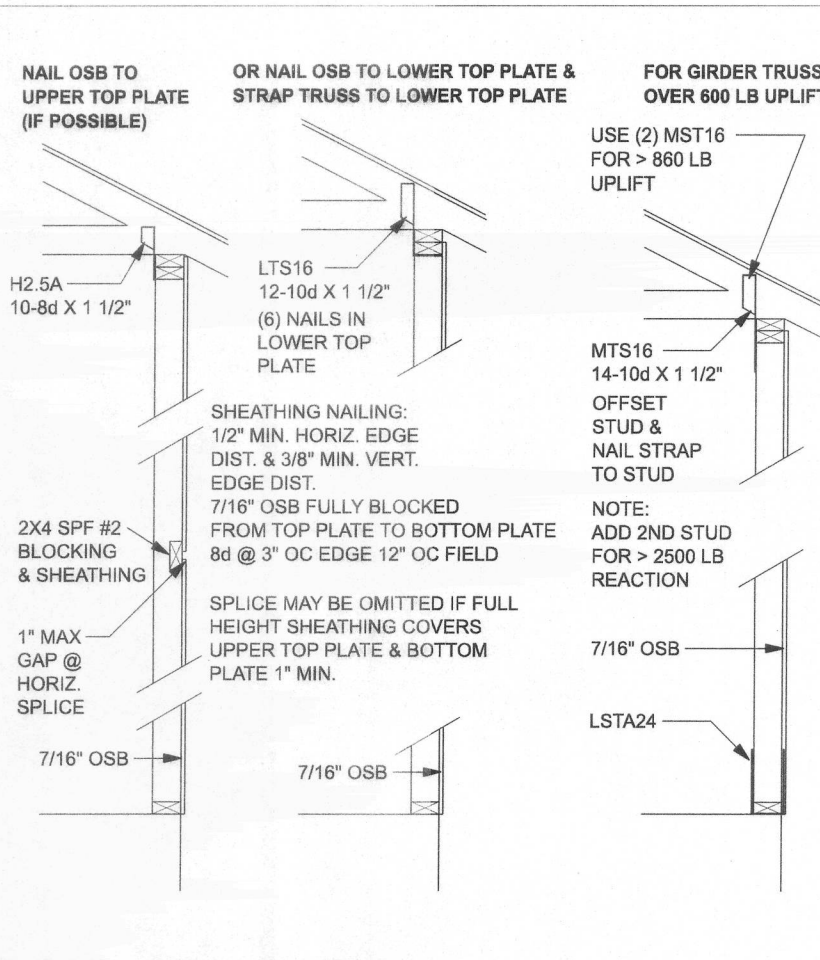 NAIL OSB TO
UPPER TOP PLATE
(IF POSSIBLE)
OR NAIL OSB TO LOWER TOP PLATE &
STRAP TRUSS TO LOWER TOP PLATE
FOR GIRDER TRUSS
OVER 600 LB UPLIFT
USE (2) MST16
FOR > 860 LB
UPLIFT
H2.5A
10-8d X 1 1/2"
LTS16
12-10d X 1 1/2"
(6) NAILS IN
LOWER TOP
PLATE
MTS16
14-10d X 1 1/2"
OFFSET
STUD &
NAIL STRAP
TO STUD
SHEATHING NAILING:
1/2" MIN. HORIZ. EDGE
DIST. & 3/8" MIN. VERT.
EDGE DIST.
7/16" OSB FULLY BLOCKED
FROM TOP PLATE TO BOTTOM PLATE
8d @ 3" OC EDGE 12" OC FIELD
NOTE:
ADD 2ND STUD
FOR > 2500 LB
REACTION
2X4 SPF #2
BLOCKING
& SHEATHING
SPLICE MAY BE OMITTED IF FULL
HEIGHT SHEATHING COVERS
UPPER TOP PLATE & BOTTOM
PLATE 1" MIN.
1" MAX
GAP @
HORIZ.
SPLICE
7/16" OSB
LSTA24
7/16" OSB
7/16" OSB